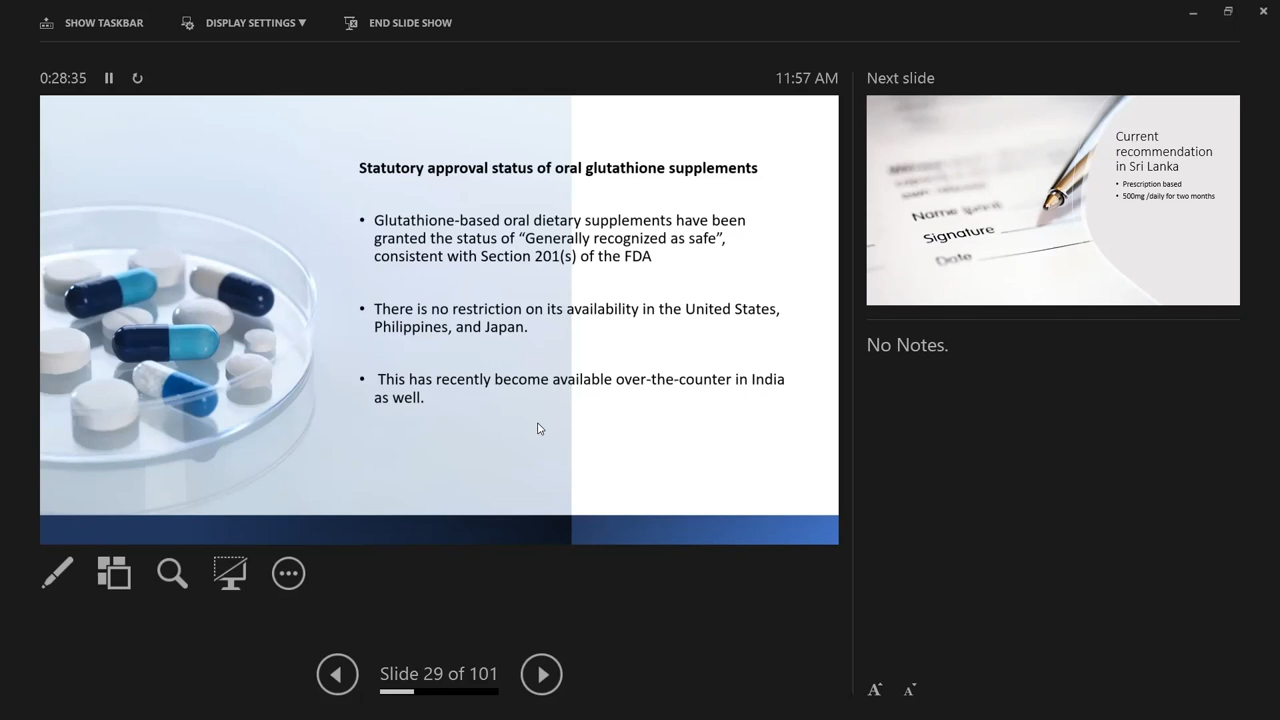 SHOW TASKBAR
DISPLAY SETTINGS ▼
END SLIDE SHOW
0:28:35
11:57 AM
Statutory approval status of oral glutathione supplements
• Glutathione-based oral dietary supplements have been
granted the status of “Generally recognized as safe”,
consistent with Section 201(s) of the FDA
• There is no restriction on its availability in the United States,
Philippines, and Japan.
• This has recently become available over-the-counter in India
as well.
Slide 29 of 101
Next slide
Current
recommendation
in Sri Lanka
• Prescription based
• 500mg /daily for two months
Name (print)
Signature
Date
No Notes.
A A